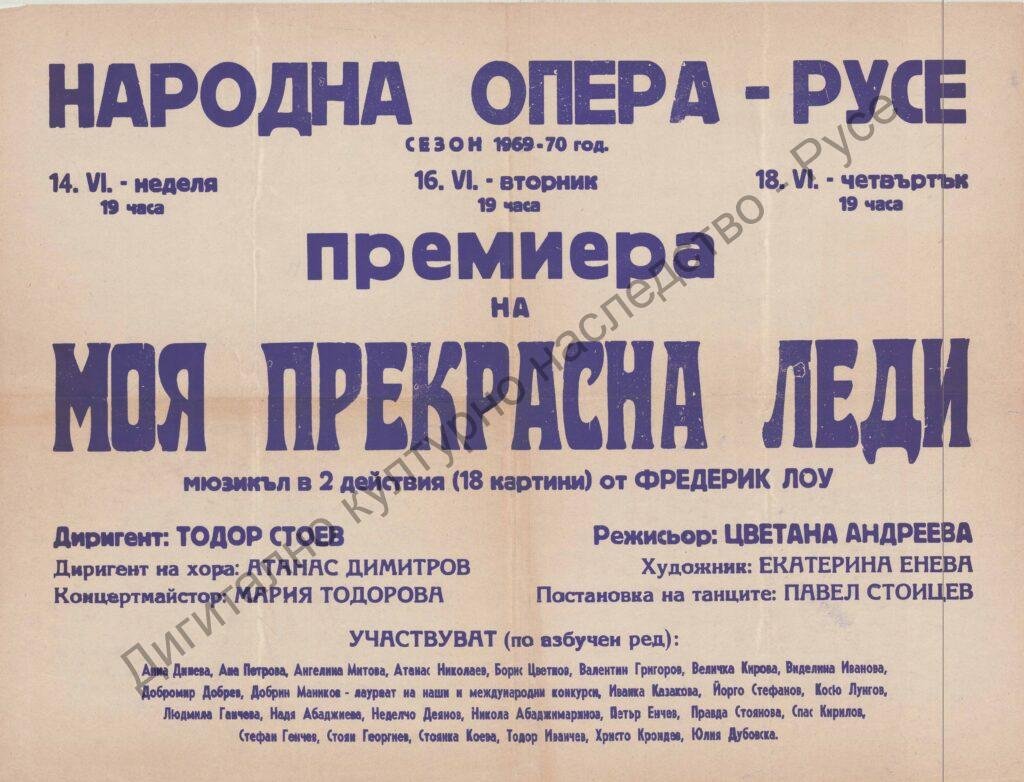 НАРОДНА ОПЕРА - РУСЕ
СЕЗОН 1969-70 год.
14. VI. - неделя
19 часа
16. VI. - вторник
19 часа
18. VI. - четвъртък
19 часа
премиера
НА
МОЯ ПРЕКРАСНА ЛЕДИ
мюзикъл в 2 действия (18 картини) от ФРЕДЕРИК ЛОУ
Диригент: ТОДОР СТОЕВ
Диригент на хора: АТАНАС ДИМИТРОВ
Концертмайстор: МАРИЯ ТОДОРОВА
Режисьор: ЦВЕТАНА АНДРЕЕВА
Художник: ЕКАТЕРИНА ЕНЕВА
Постановка на танците: ПАВЕЛ СТОИЦЕВ
УЧАСТВУВАТ (по азбучен ред):
Анна Динева, Ана Петрова, Ангелина Митова, Атанас Николаев, Борис Цветков, Валентин Григоров, Величка Кирова, Виделина Иванова,
Добромир Добрев, Добрин Маников - лауреат на наши и международни конкурси, Иванка Казакова, Йорго Стефанов, Косю Лунгов,
Людмила Ганчева, Надя Абаджиева, Неделчо Деянов, Никола Абаджимаринов, Петър Енчев, Правда Стоянова, Спас Кирилов,
Стефан Генчев, Стоян Георгиев, Стоянка Коева, Тодор Иванчев, Христо Крондев, Юлия Дубовска.
Дигитално културно наследство - Русе